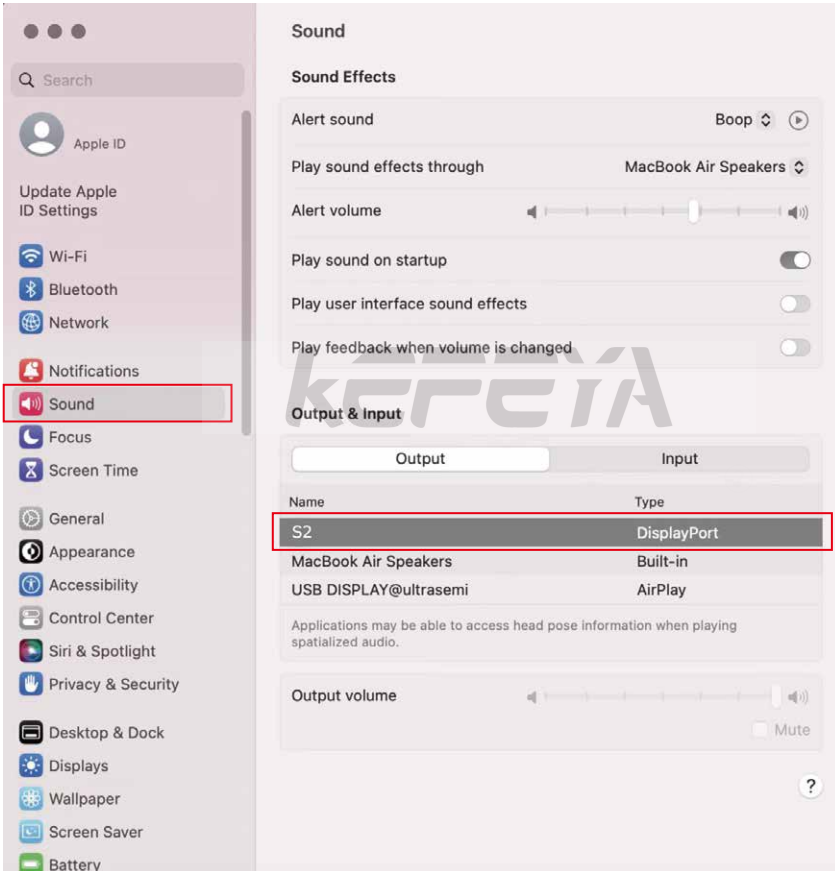 Search
Apple ID
Update Apple
ID Settings
Wi-Fi
Bluetooth
Network
Notifications
Sound
Focus
Screen Time
General
Appearance
Accessibility
Control Center
Siri & Spotlight
Privacy & Security
Desktop & Dock
Displays
Wallpaper
Screen Saver
Battery
Sound
Sound Effects
Alert sound Boop
Play sound effects through MacBook Air Speakers
Alert volume
Play sound on startup
Play user interface sound effects
Play feedback when volume is changed
KEFEYA
Output & Input
Output Input
Name Type
S2 DisplayPort
MacBook Air Speakers Built-in
USB DISPLAY@ultrasemi AirPlay
Applications may be able to access head pose information when playing
spatialized audio.
Output volume
Mute
?